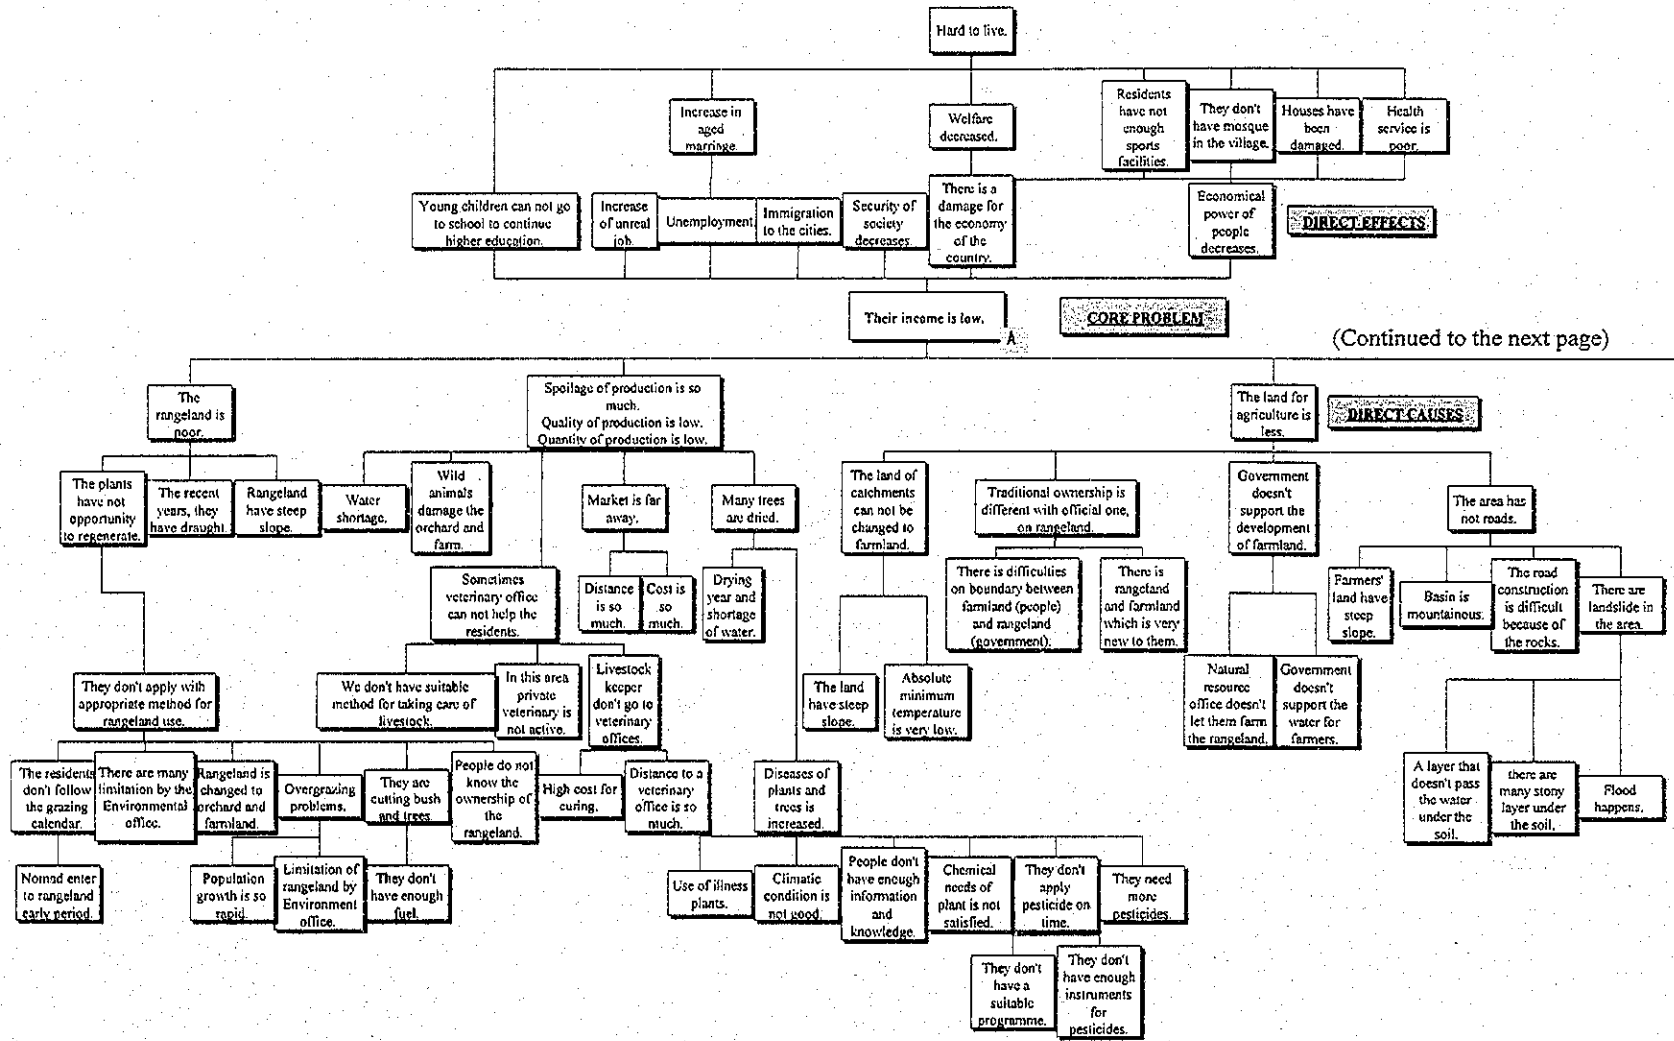 Hard to live.
Increase in
aged
marringe.
Welfare
decreased.
Residents
have not
enough
sports
facilities.
They don't
have mosque
in the village.
Houses have
been
damaged.
Health
service is
poor.
Young children can not go
to school to continue
higher education.
Increase
of unreal
job.
Unemployment.
Immigration
to the cities.
Security of
society
decreases.
There is a
damage for
the economy
of the
country.
Economical
power of
people
decreases.
DIRECT EFFECTS
Their income is low.
A
CORE PROBLEM
(Continued to the next page)
The
rangeland is
poor.
Spoilage of production is so
much.
Quality of production is low.
Quantity of production is low.
The land for
agriculture is
less.
DIRECT CAUSES
The plants
have not
opportunity
to regenerate.
The recent
years, they
have draught.
Rangeland
have steep
slope.
Water
shortage.
Wild
animals
damage the
orchard and
farm.
Market is far
away.
Many trees
are dried.
The land of
catchments
can not be
changed to
farmland.
Traditional ownership is
different with official one,
on rangeland.
Government
doesn't
support the
development
of farmland.
The area has
not roads.
Sometimes
veterinary office
can not help the
residents.
Distance
is so
much.
Cost is
so
much.
Drying
year and
shortage
of water.
There is difficulties
on boundary between
farmland (people)
and rangeland
(government).
There is
rangeland
and farmland
which is very
new to them.
Farmers'
land have
steep
slope.
Basin is
mountainous.
The road
construction
is difficult
because of
the rocks.
There are
landslide in
the area.
They don't apply with
appropriate method for
rangeland use.
We don't have suitable
method for taking care of
livestock.
In this area
private
veterinary is
not active.
Livestock
keeper
don't go to
veterinary
offices.
The land
have steep
slope.
Absolute
minimum
temperature
is very low.
Natural
resource
office doesn't
let them farm
the rangeland.
Government
doesn't
support the
water for
farmers.
The residents
don't follow
the grazing
calendar.
There are many
limitation by the
Environmental
office.
Rangeland is
changed to
orchard and
farmland.
Overgrazing
problems.
They are
cutting bush
and trees.
People do not
know the
ownership of
the
rangeland.
High cost for
curing.
Distance to a
veterinary
office is so
much.
Diseases of
plants and
trees is
increased.
A layer that
doesn't pass
the water
under the
soil.
there are
many stony
layer under
the soil.
Flood
happens.
Nomad enter
to rangeland
early period.
Population
growth is so
rapid.
Limitation of
rangeland by
Environment
office.
They don't
have enough
fuel.
Use of illness
plants.
Climatic
condition is
not good.
People don't
have enough
information
and
knowledge.
Chemical
needs of
plant is not
satisfied.
They don't
apply
pesticide on
time.
They need
more
pesticides.
They don't
have a
suitable
programme.
They don't
have enough
instruments
for
pesticides.